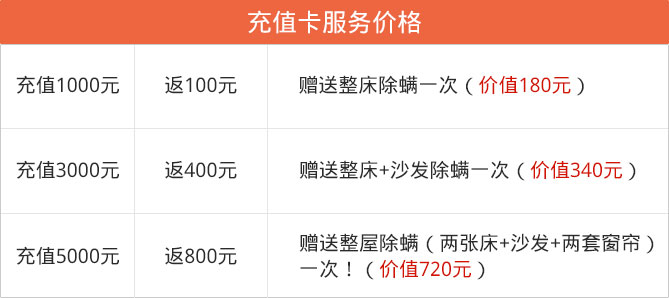 充值卡服务价格
充值1000元 返100元 赠送整床除螨一次（价值180元）
充值3000元 返400元 赠送整床+沙发除螨一次（价值340元）
充值5000元 返800元 赠送整屋除螨（两张床+沙发+两套窗帘）
一次！（价值720元）